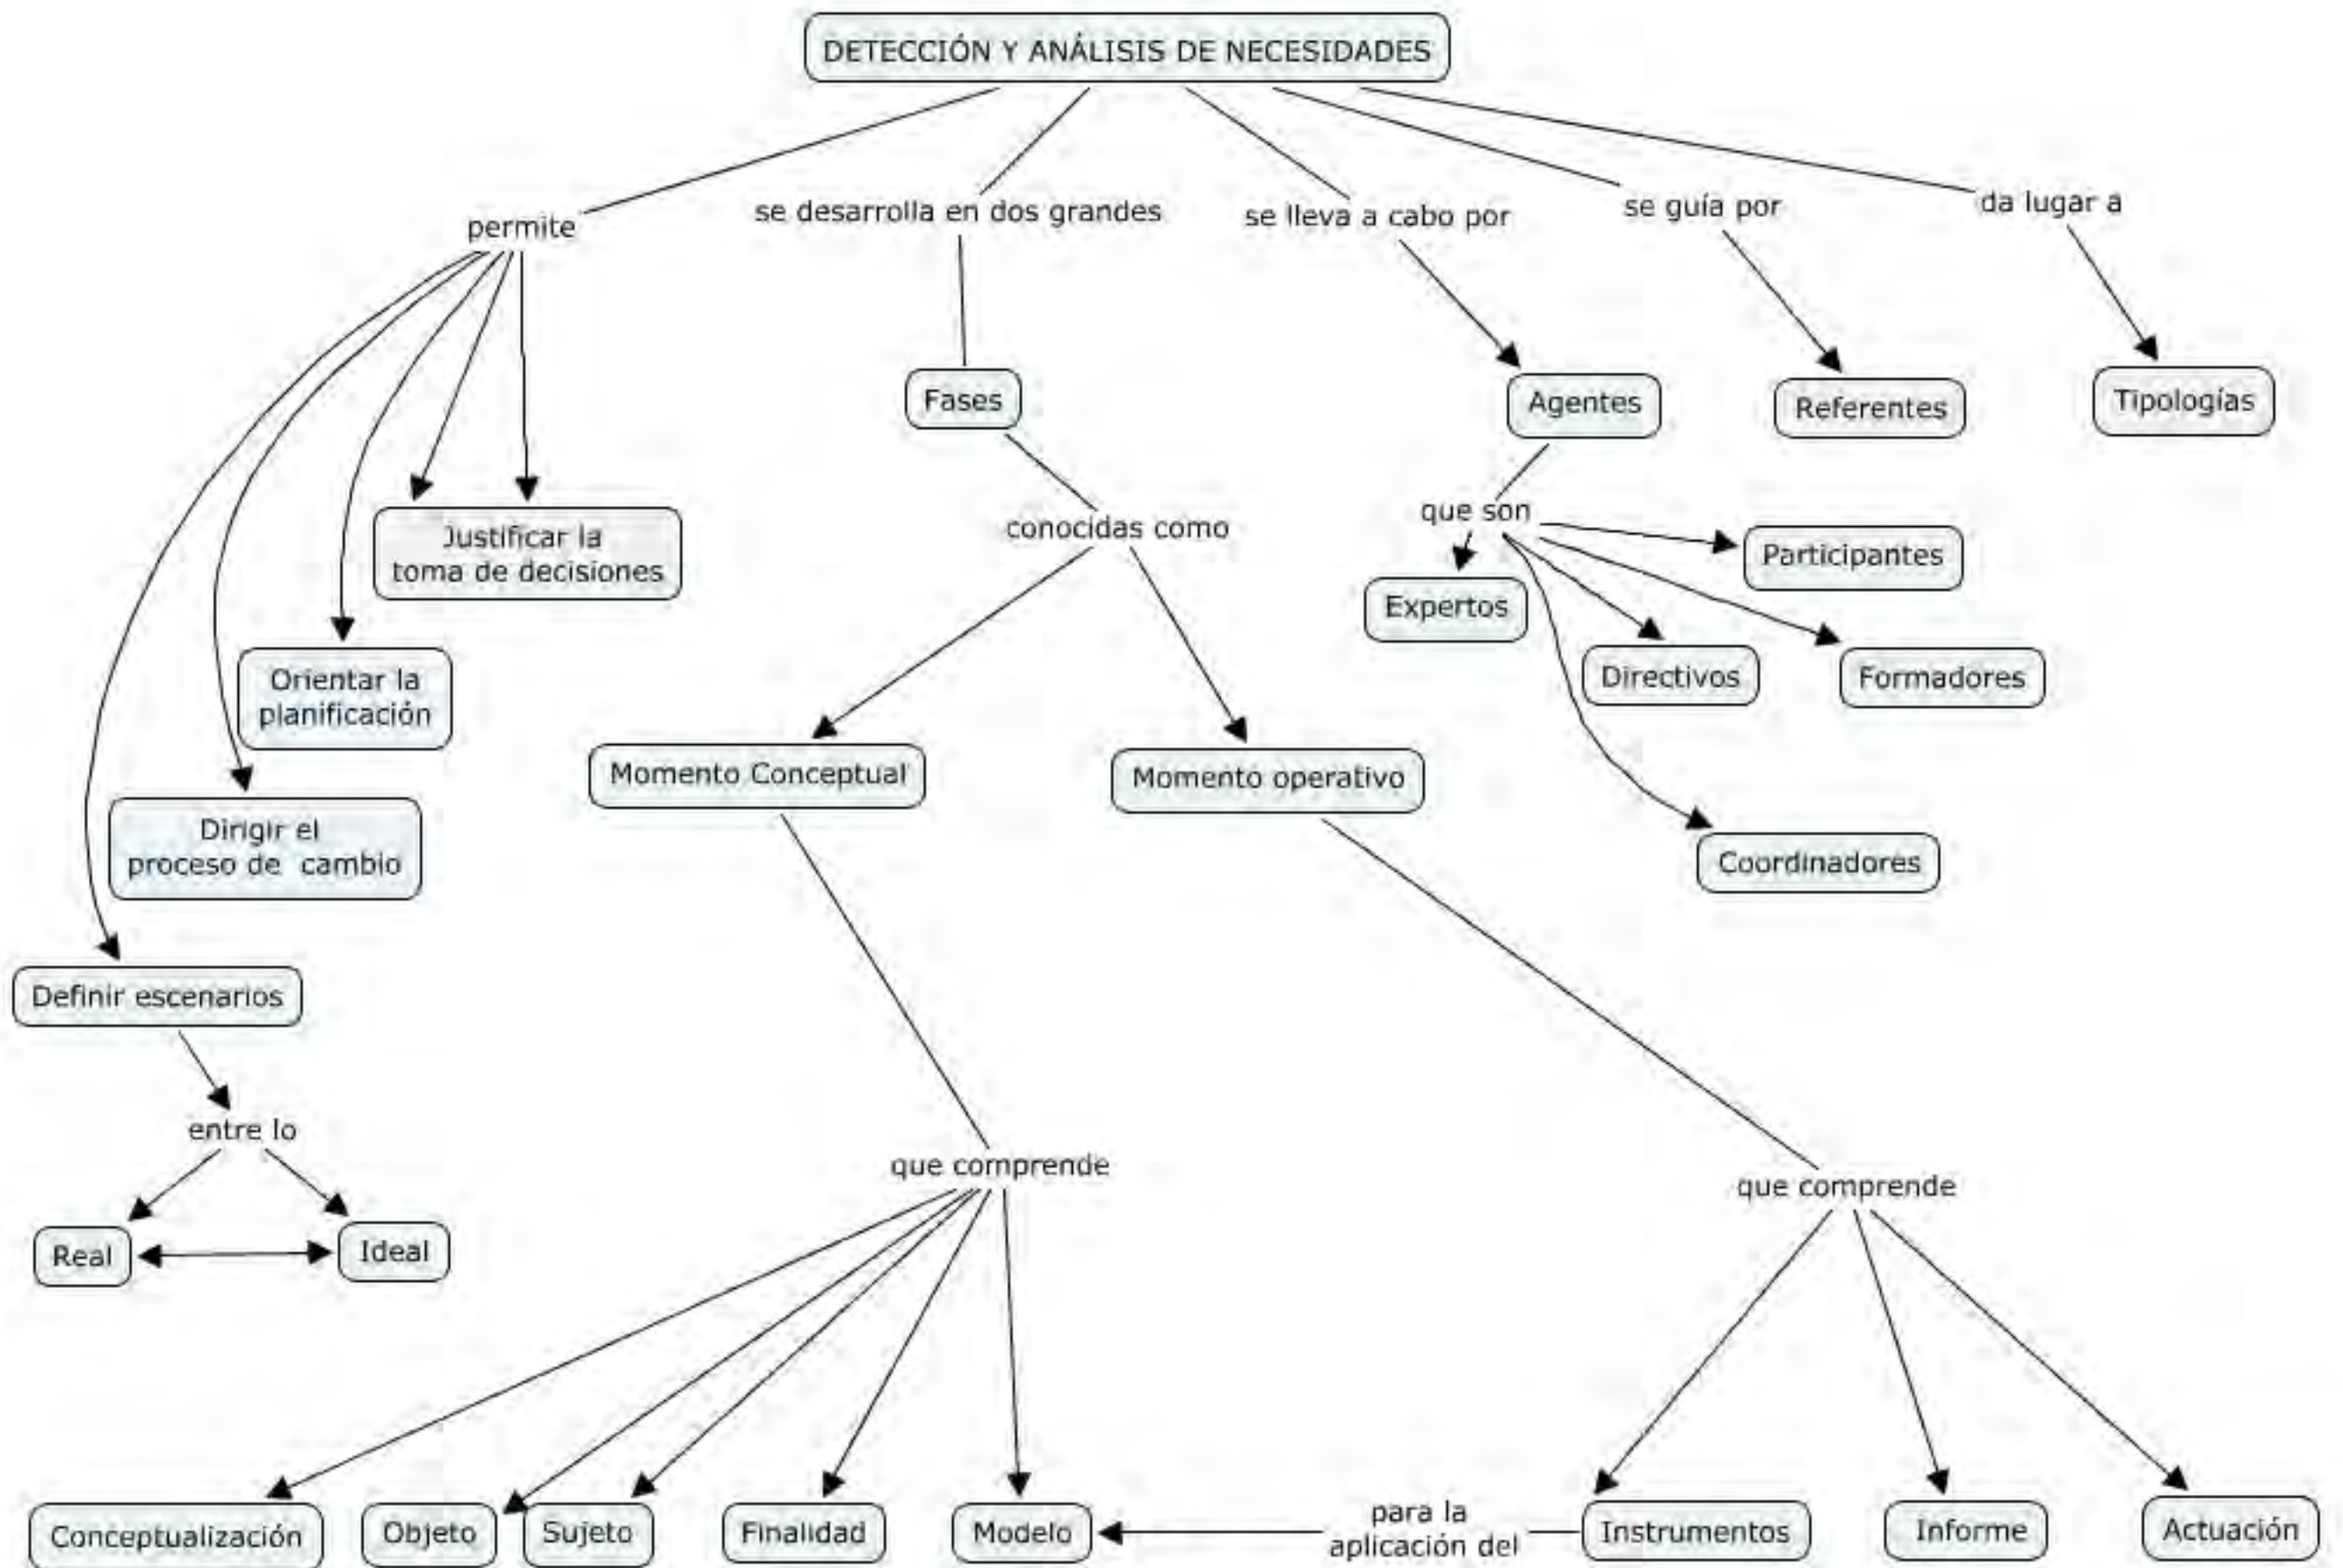 DETECCIÓN Y ANÁLISIS DE NECESIDADES
permite
se desarrolla en dos grandes
se lleva a cabo por
se guía por
da lugar a
Fases
Agentes
Referentes
Tipologías
Justificar la
toma de decisiones
conocidas como
que son
Participantes
Expertos
Directivos
Formadores
Orientar la
planificación
Momento Conceptual
Momento operativo
Dirigir el
proceso de cambio
Coordinadores
Definir escenarios
entre lo
Real
Ideal
que comprende
que comprende
Conceptualización
Objeto
Sujeto
Finalidad
Modelo
para la
aplicación del
Instrumentos
Informe
Actuación